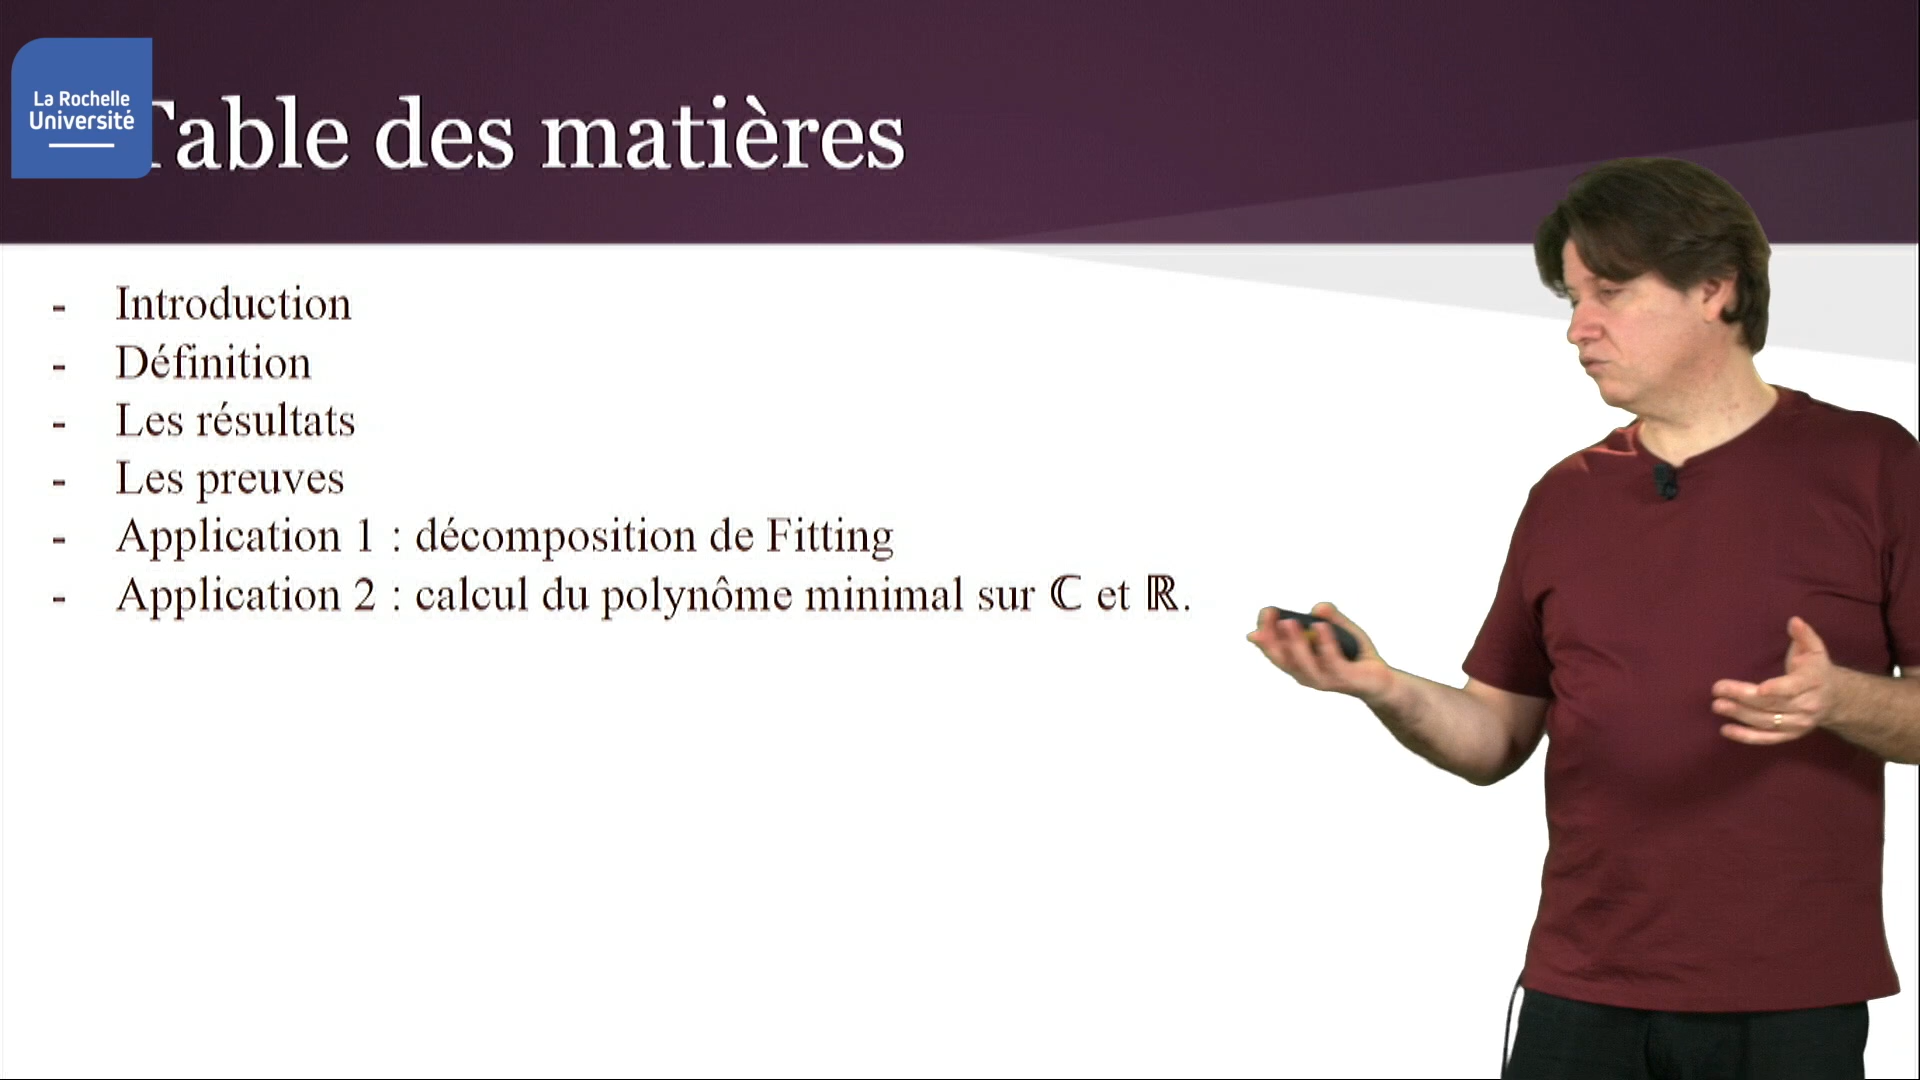 La Rochelle
Université
Table des matières
- Introduction
- Définition
- Les résultats
- Les preuves
- Application 1 : décomposition de Fitting
- Application 2 : calcul du polynôme minimal sur ℂ et ℝ.